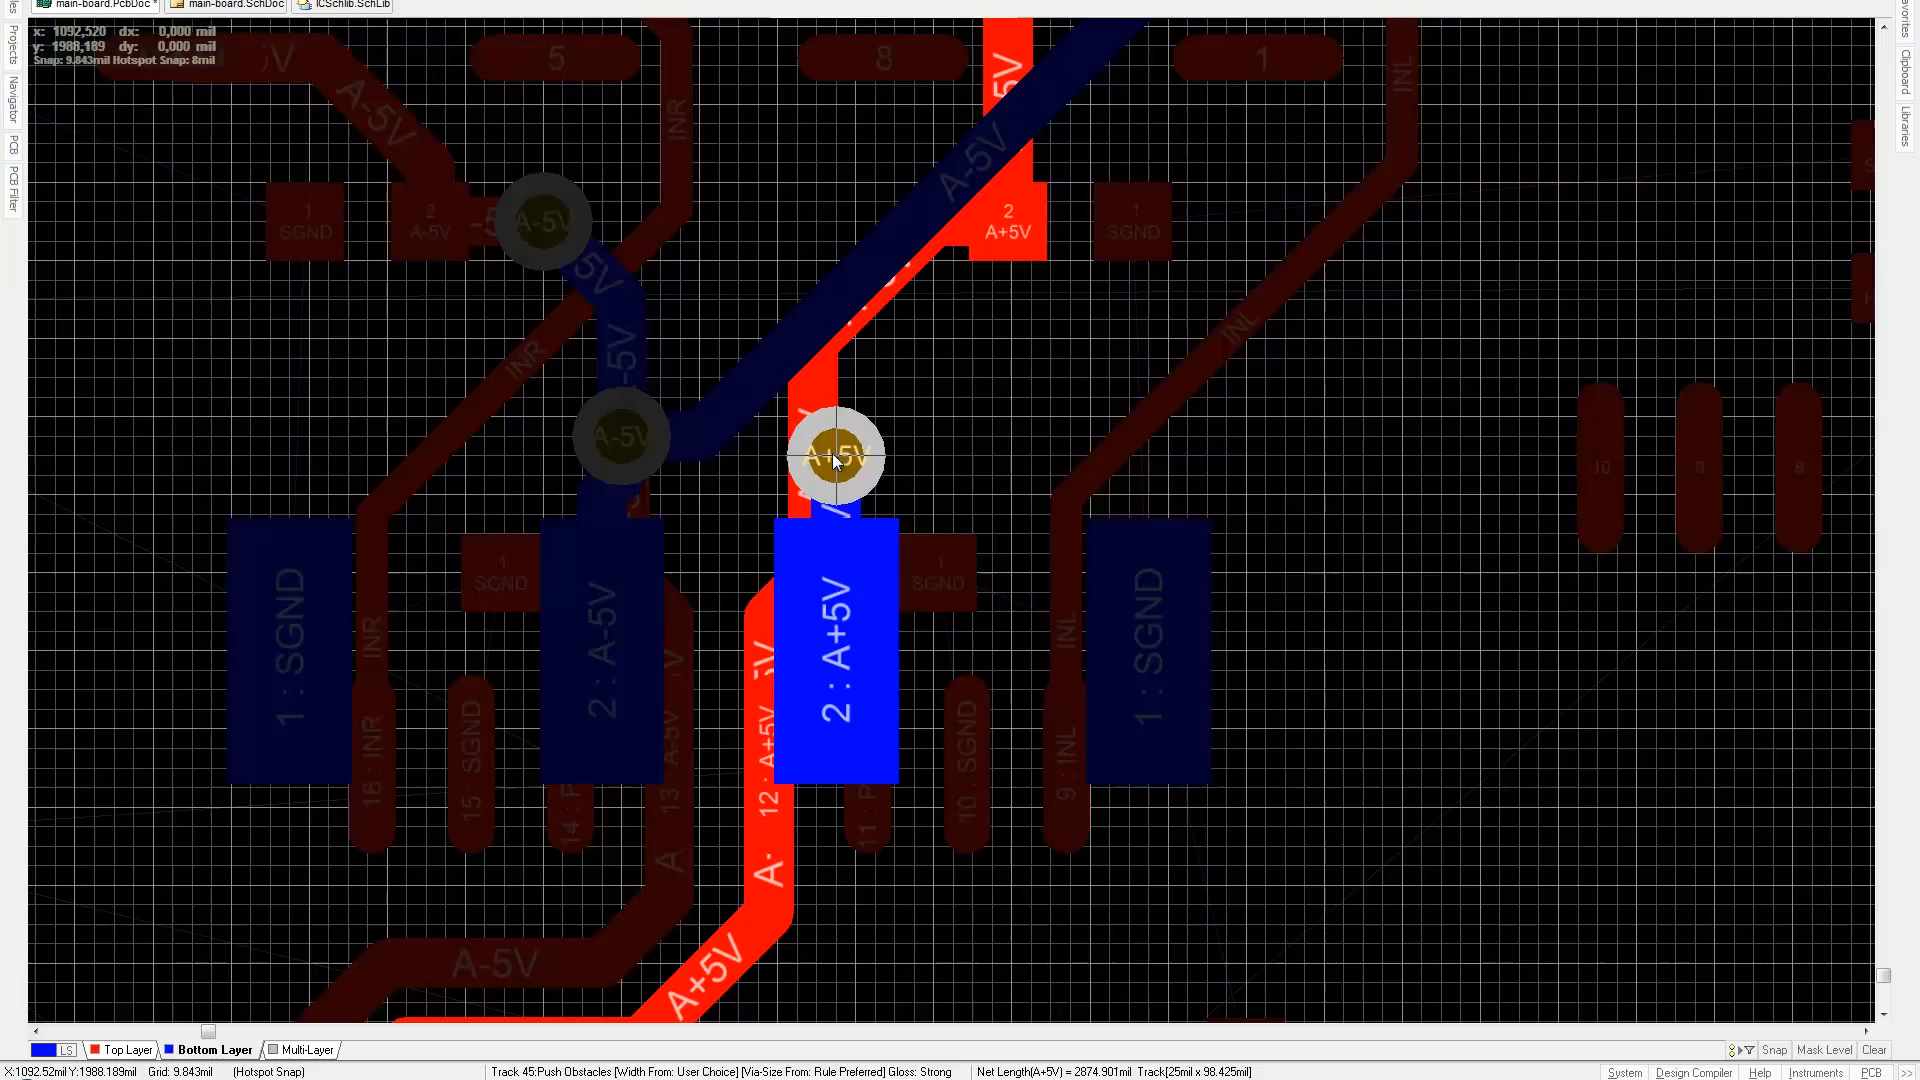 main-board.PcbDoc *
main-board.SchDoc
ICSchlib.SchLib
x: 1092,520 dx: 0,000 mil
y: 1988,189 dy: 0,000 mil
Snap: 9.843mil Hotspot Snap: 8mil
Projects
Navigator
PCB
PCB Filter
Clipboard
Libraries
5
8
1
INR
INL
A-5V
A-5V
1
SGND
2
A-5V
A-5V
2
A+5V
1
SGND
INR
INL
A-5V
A+5V
10
9
8
1
SGND
1
SGND
1 : SGND
2 : A-5V
2 : A+5V
1 : SGND
INR
INL
16 : INR
15 : SGND
13 : A-5V
12 : A+5V
10 : SGND
9 : INL
A-5V
A+5V
LS
Top Layer
Bottom Layer
Multi-Layer
Snap
Mask Level
Clear
X:1092.52mil Y:1988.189mil Grid: 9.843mil (Hotspot Snap)
Track 45:Push Obstacles [Width From: User Choice] [Via-Size From: Rule Preferred] Gloss: Strong
Net Length(A+5V) = 2874.901mil Track[25mil x 98.425mil]
System
Design Compiler
Help
Instruments
PCB
>>